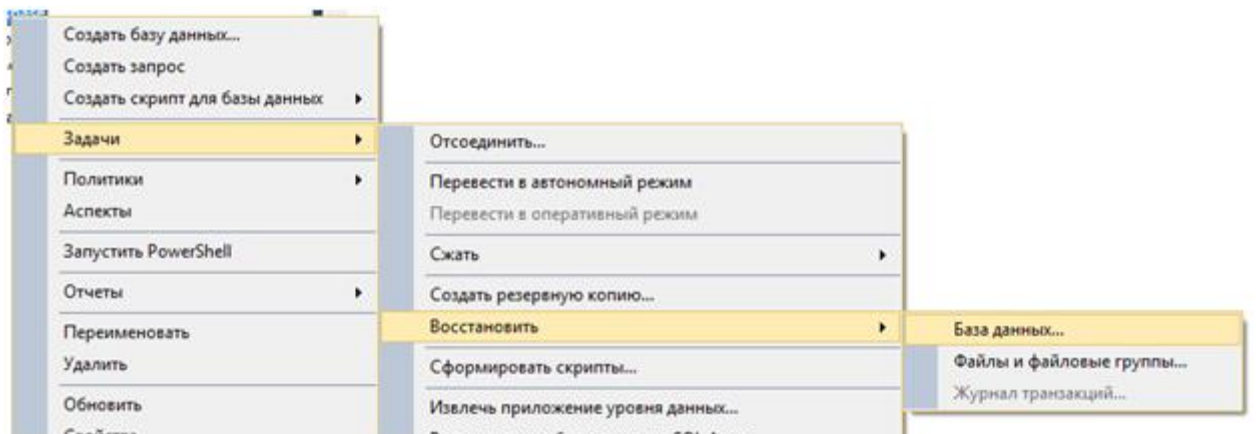 Создать базу данных...
Создать запрос
Создать скрипт для базы данных
Задачи
Политики
Аспекты
Запустить PowerShell
Отчеты
Переименовать
Удалить
Обновить
Отсоединить...
Перевести в автономный режим
Перевести в оперативный режим
Сжать
Создать резервную копию...
Восстановить
Сформировать скрипты...
Извлечь приложение уровня данных...
База данных...
Файлы и файловые группы...
Журнал транзакций...